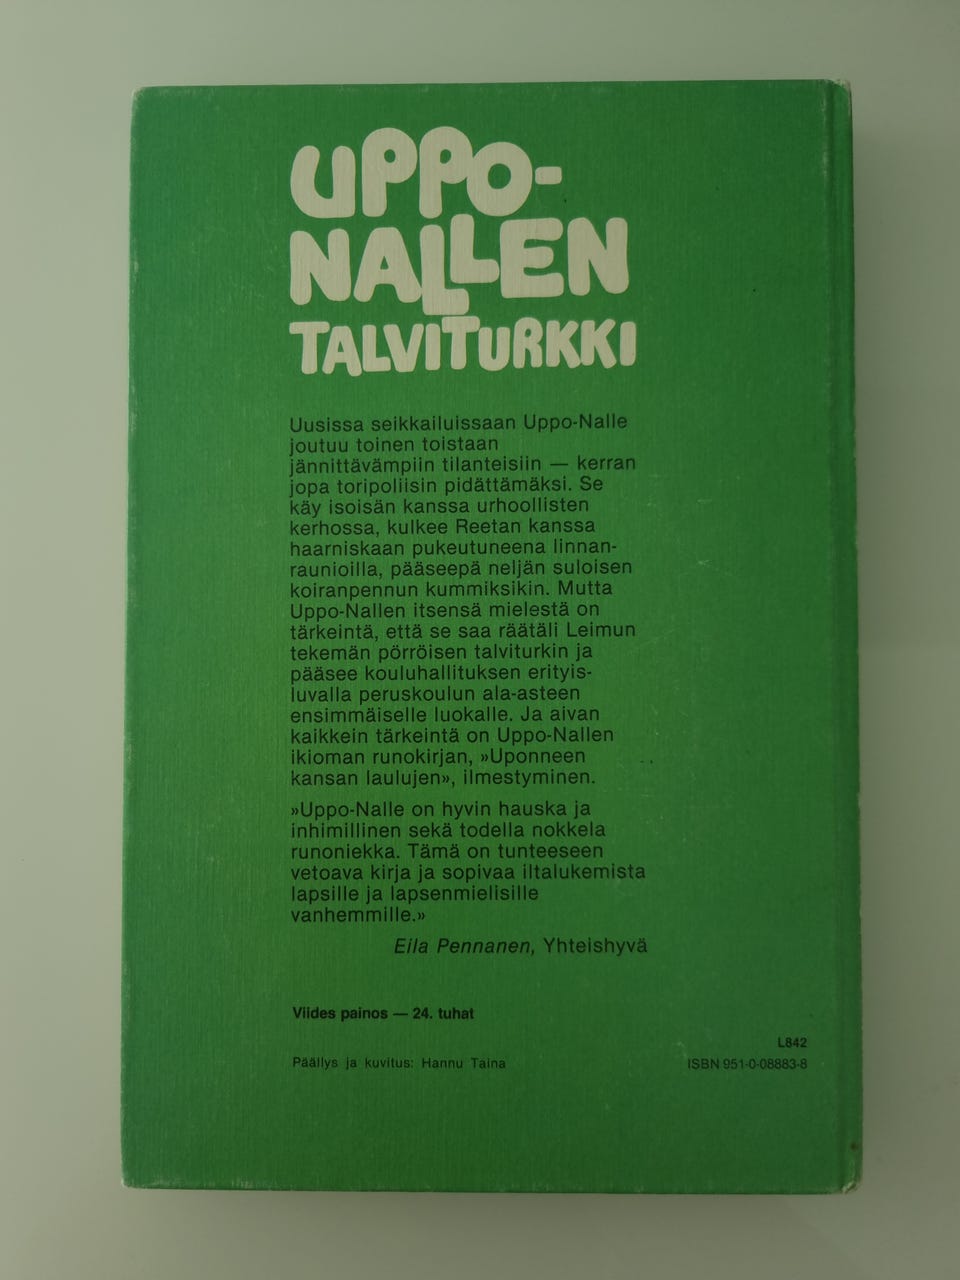 UPPO-
NALLEN
TALVITURKKI
Uusissa seikkailuissaan Uppo-Nalle
joutuu toinen toistaan
jännittävämpiin tilanteisiin — kerran
jopa toripoliisin pidättämäksi. Se
käy isoisän kanssa urhoollisten
kerhossa, kulkee Reetan kanssa
haarniskaan pukeutuneena linnan-
raunioilla, pääseepä neljän suloisen
koiranpennun kummiksikin. Mutta
Uppo-Nallen itsensä mielestä on
tärkeintä, että se saa räätäli Leimun
tekemän pörröisen talviturkin ja
pääsee kouluhallituksen erityis-
luvalla peruskoulun ala-asteen
ensimmäiselle luokalle. Ja aivan
kaikkein tärkeintä on Uppo-Nallen
ikioman runokirjan, »Uponneen
kansan laulujen», ilmestyminen.
»Uppo-Nalle on hyvin hauska ja
inhimillinen sekä todella nokkela
runoniekka. Tämä on tunteeseen
vetoava kirja ja sopivaa iltalukemista
lapsille ja lapsenmielisille
vanhemmille.»
Eila Pennanen, Yhteishyvä
Viides painos — 24. tuhat
L842
Päällys ja kuvitus: Hannu Taina
ISBN 951-0-08883-8